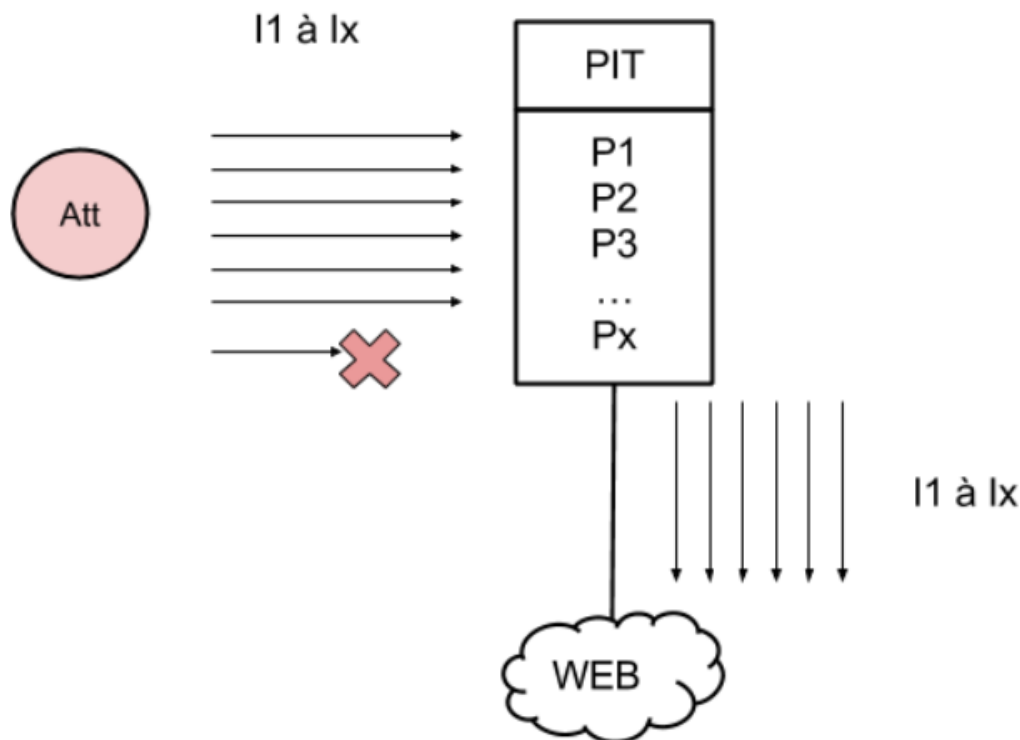 I1 à Ix
PIT
Att
P1
P2
P3
...
Px
I1 à Ix
WEB